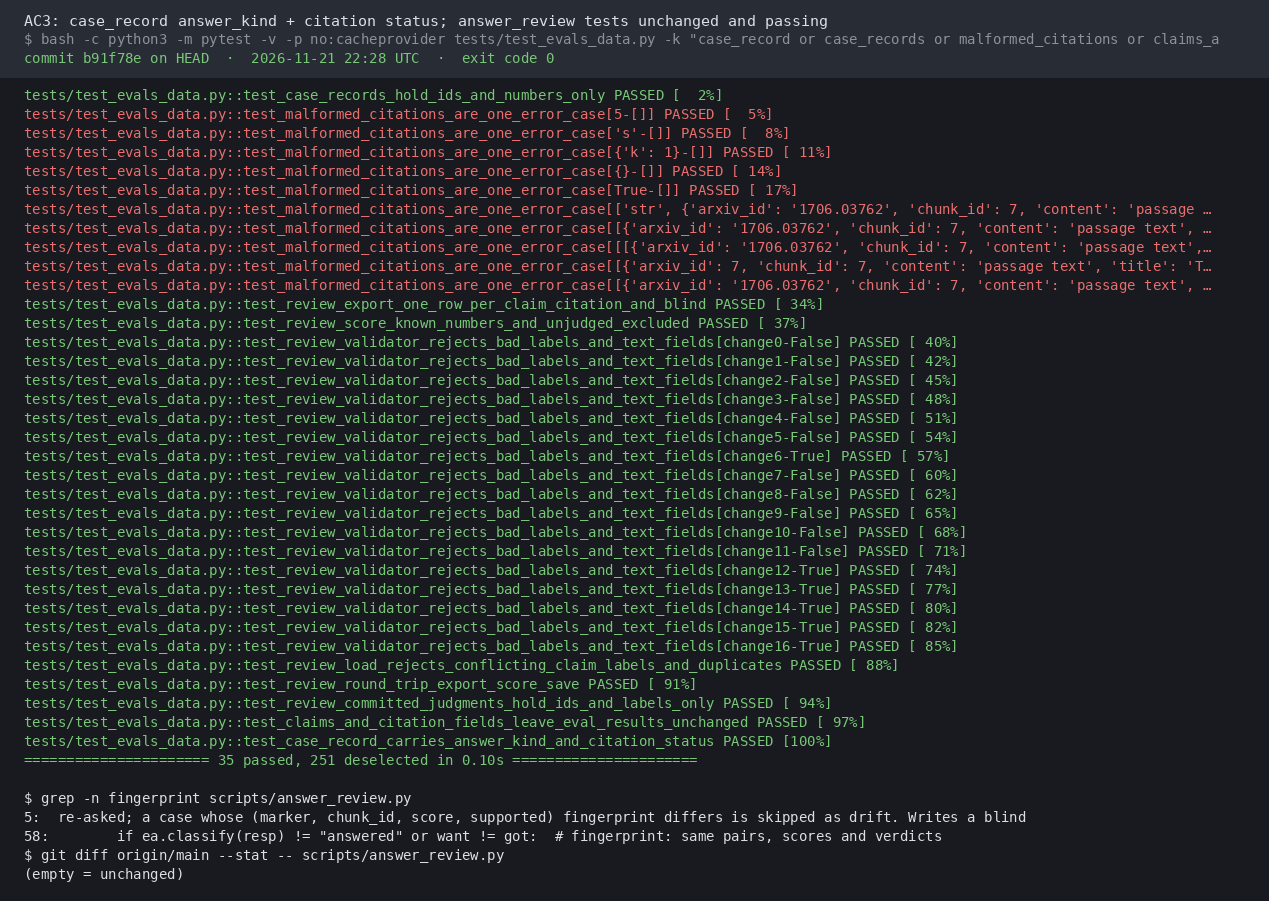 AC3: case_record answer_kind + citation status; answer_review tests unchanged and passing
$ bash -c python3 -m pytest -v -p no:cacheprovider tests/test_evals_data.py -k "case_record or case_records or malformed_citations or claims_a
commit b91f78e on HEAD  ·  2026-11-21 22:28 UTC  ·  exit code 0
tests/test_evals_data.py::test_case_records_hold_ids_and_numbers_only PASSED [  2%]
tests/test_evals_data.py::test_malformed_citations_are_one_error_case[5-[]] PASSED [  5%]
tests/test_evals_data.py::test_malformed_citations_are_one_error_case['s'-[]] PASSED [  8%]
tests/test_evals_data.py::test_malformed_citations_are_one_error_case[{'k': 1}-[]] PASSED [ 11%]
tests/test_evals_data.py::test_malformed_citations_are_one_error_case[{}-[]] PASSED [ 14%]
tests/test_evals_data.py::test_malformed_citations_are_one_error_case[True-[]] PASSED [ 17%]
tests/test_evals_data.py::test_malformed_citations_are_one_error_case[['str', {'arxiv_id': '1706.03762', 'chunk_id': 7, 'content': 'passage …
tests/test_evals_data.py::test_malformed_citations_are_one_error_case[[{'arxiv_id': '1706.03762', 'chunk_id': 7, 'content': 'passage text', …
tests/test_evals_data.py::test_malformed_citations_are_one_error_case[[[{'arxiv_id': '1706.03762', 'chunk_id': 7, 'content': 'passage text',…
tests/test_evals_data.py::test_malformed_citations_are_one_error_case[[{'arxiv_id': 7, 'chunk_id': 7, 'content': 'passage text', 'title': 'T…
tests/test_evals_data.py::test_malformed_citations_are_one_error_case[[{'arxiv_id': '1706.03762', 'chunk_id': 7, 'content': 'passage text', …
tests/test_evals_data.py::test_review_export_one_row_per_claim_citation_and_blind PASSED [ 34%]
tests/test_evals_data.py::test_review_score_known_numbers_and_unjudged_excluded PASSED [ 37%]
tests/test_evals_data.py::test_review_validator_rejects_bad_labels_and_text_fields[change0-False] PASSED [ 40%]
tests/test_evals_data.py::test_review_validator_rejects_bad_labels_and_text_fields[change1-False] PASSED [ 42%]
tests/test_evals_data.py::test_review_validator_rejects_bad_labels_and_text_fields[change2-False] PASSED [ 45%]
tests/test_evals_data.py::test_review_validator_rejects_bad_labels_and_text_fields[change3-False] PASSED [ 48%]
tests/test_evals_data.py::test_review_validator_rejects_bad_labels_and_text_fields[change4-False] PASSED [ 51%]
tests/test_evals_data.py::test_review_validator_rejects_bad_labels_and_text_fields[change5-False] PASSED [ 54%]
tests/test_evals_data.py::test_review_validator_rejects_bad_labels_and_text_fields[change6-True] PASSED [ 57%]
tests/test_evals_data.py::test_review_validator_rejects_bad_labels_and_text_fields[change7-False] PASSED [ 60%]
tests/test_evals_data.py::test_review_validator_rejects_bad_labels_and_text_fields[change8-False] PASSED [ 62%]
tests/test_evals_data.py::test_review_validator_rejects_bad_labels_and_text_fields[change9-False] PASSED [ 65%]
tests/test_evals_data.py::test_review_validator_rejects_bad_labels_and_text_fields[change10-False] PASSED [ 68%]
tests/test_evals_data.py::test_review_validator_rejects_bad_labels_and_text_fields[change11-False] PASSED [ 71%]
tests/test_evals_data.py::test_review_validator_rejects_bad_labels_and_text_fields[change12-True] PASSED [ 74%]
tests/test_evals_data.py::test_review_validator_rejects_bad_labels_and_text_fields[change13-True] PASSED [ 77%]
tests/test_evals_data.py::test_review_validator_rejects_bad_labels_and_text_fields[change14-True] PASSED [ 80%]
tests/test_evals_data.py::test_review_validator_rejects_bad_labels_and_text_fields[change15-True] PASSED [ 82%]
tests/test_evals_data.py::test_review_validator_rejects_bad_labels_and_text_fields[change16-True] PASSED [ 85%]
tests/test_evals_data.py::test_review_load_rejects_conflicting_claim_labels_and_duplicates PASSED [ 88%]
tests/test_evals_data.py::test_review_round_trip_export_score_save PASSED [ 91%]
tests/test_evals_data.py::test_review_committed_judgments_hold_ids_and_labels_only PASSED [ 94%]
tests/test_evals_data.py::test_claims_and_citation_fields_leave_eval_results_unchanged PASSED [ 97%]
tests/test_evals_data.py::test_case_record_carries_answer_kind_and_citation_status PASSED [100%]
====================== 35 passed, 251 deselected in 0.10s ======================
$ grep -n fingerprint scripts/answer_review.py
5:  re-asked; a case whose (marker, chunk_id, score, supported) fingerprint differs is skipped as drift. Writes a blind
58:        if ea.classify(resp) != "answered" or want != got:  # fingerprint: same pairs, scores and verdicts
$ git diff origin/main --stat -- scripts/answer_review.py
(empty = unchanged)